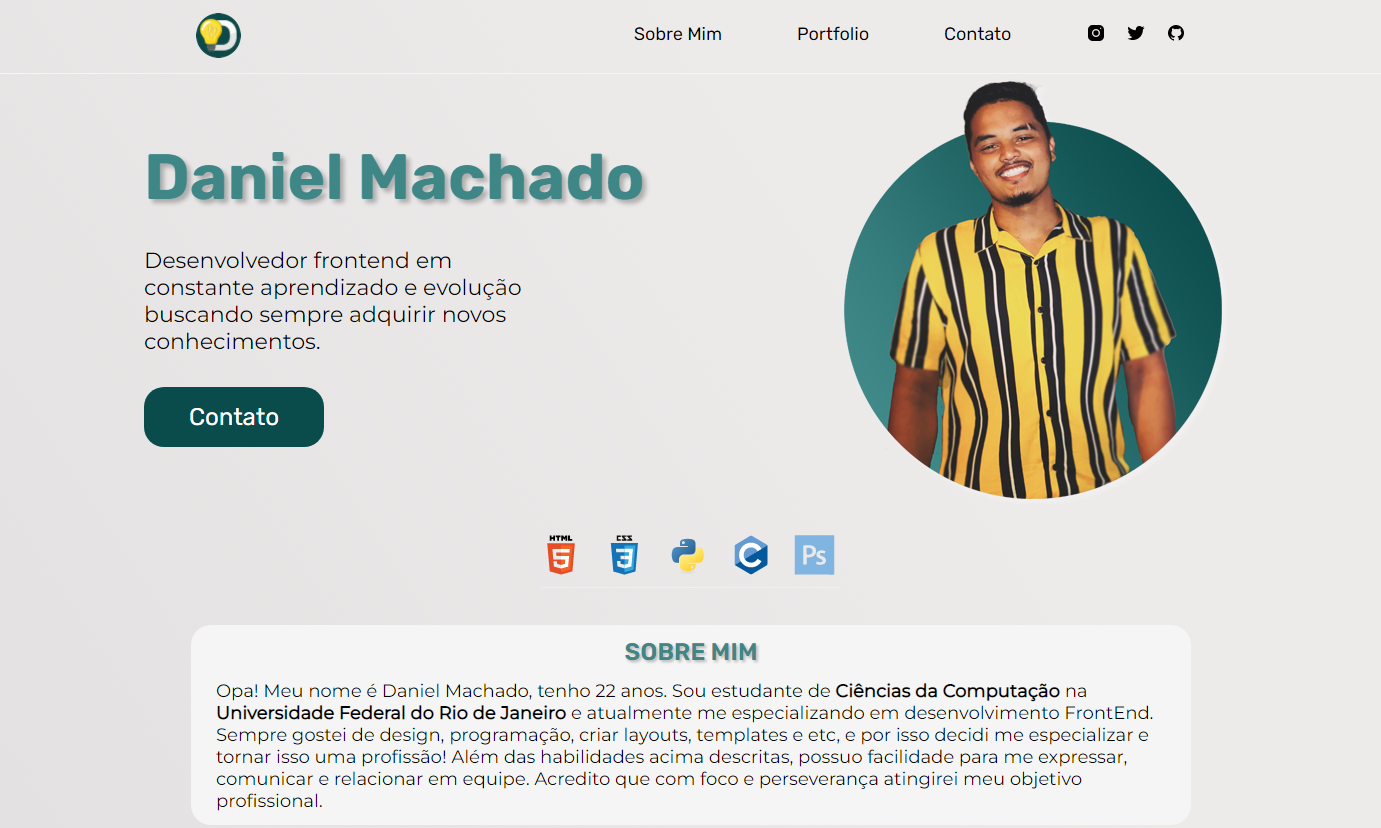 Sobre Mim Portfolio Contato
Daniel Machado
Desenvolvedor frontend em
constante aprendizado e evolução
buscando sempre adquirir novos
conhecimentos.
Contato
HTML CSS
5 3 C Ps
SOBRE MIM
Opa! Meu nome é Daniel Machado, tenho 22 anos. Sou estudante de Ciências da Computação na
Universidade Federal do Rio de Janeiro e atualmente me especializando em desenvolvimento FrontEnd.
Sempre gostei de design, programação, criar layouts, templates e etc, e por isso decidi me especializar e
tornar isso uma profissão! Além das habilidades acima descritas, possuo facilidade para me expressar,
comunicar e relacionar em equipe. Acredito que com foco e perseverança atingirei meu objetivo
profissional.